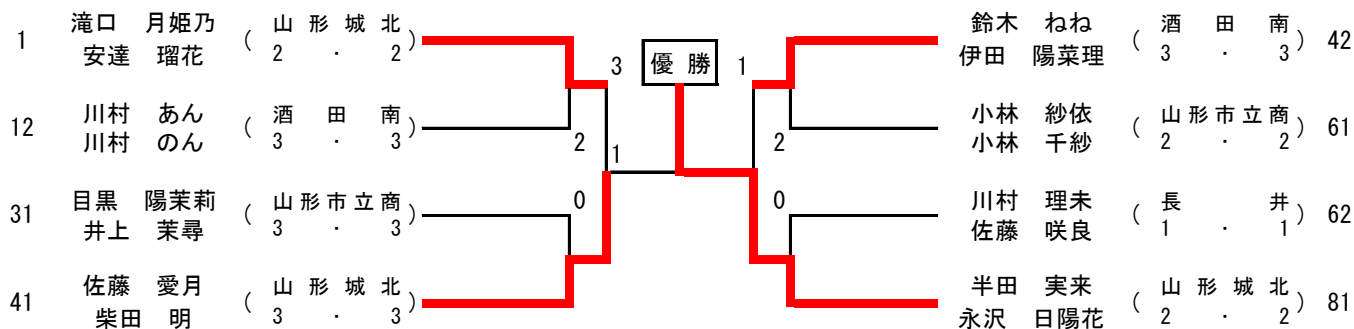 1 滝口 月姫乃 安達 瑠花 ( 山形城北 2 ・ 2 )
12 川村 あん 川村 のん ( 酒田南 3 ・ 3 )
31 目黒 陽茉莉 井上 茉尋 ( 山形市立商 3 ・ 3 )
41 佐藤 愛月 柴田 明 ( 山形城北 3 ・ 3 )
3 優勝 1
2 1 2
0 0
鈴木 ねね 伊田 陽菜理 ( 酒田南 3 ・ 3 ) 42
小林 紗依 小林 千紗 ( 山形市立商 2 ・ 2 ) 61
川村 理未 佐藤 咲良 ( 長井 1 ・ 1 ) 62
半田 実来 永沢 日陽花 ( 山形城北 2 ・ 2 ) 81